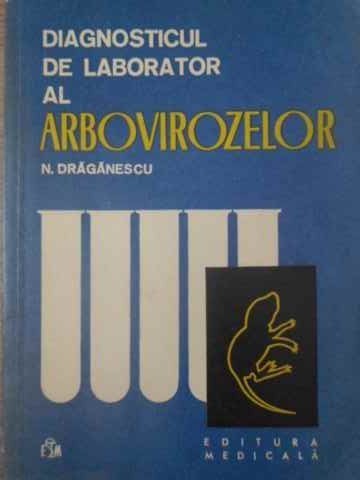 DIAGNOSTICUL
DE LABORATOR
AL
ARBOVIROZELOR
N. DRĂGĂNESCU
EDITURA
MEDICALĂ